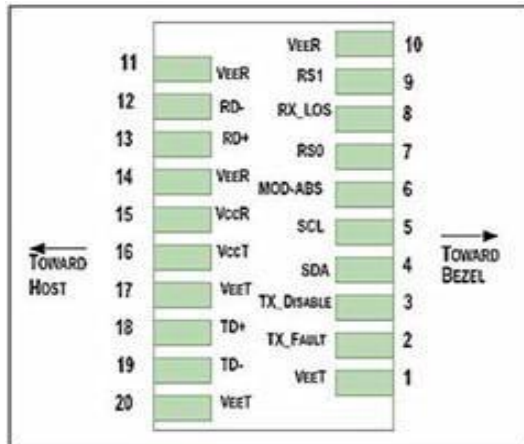 11 VEER
12 RD-
13 RD+
14 VEER
15 VCCR
16 VCCT
17 VEET
18 TD+
19 TD-
20 VEET
VEER 10
RS1 9
RX_LOS 8
RS0 7
MOD-ABS 6
SCL 5
SDA 4
TX_DISABLE 3
TX_FAULT 2
VEET 1
TOWARD
HOST
TOWARD
BEZEL